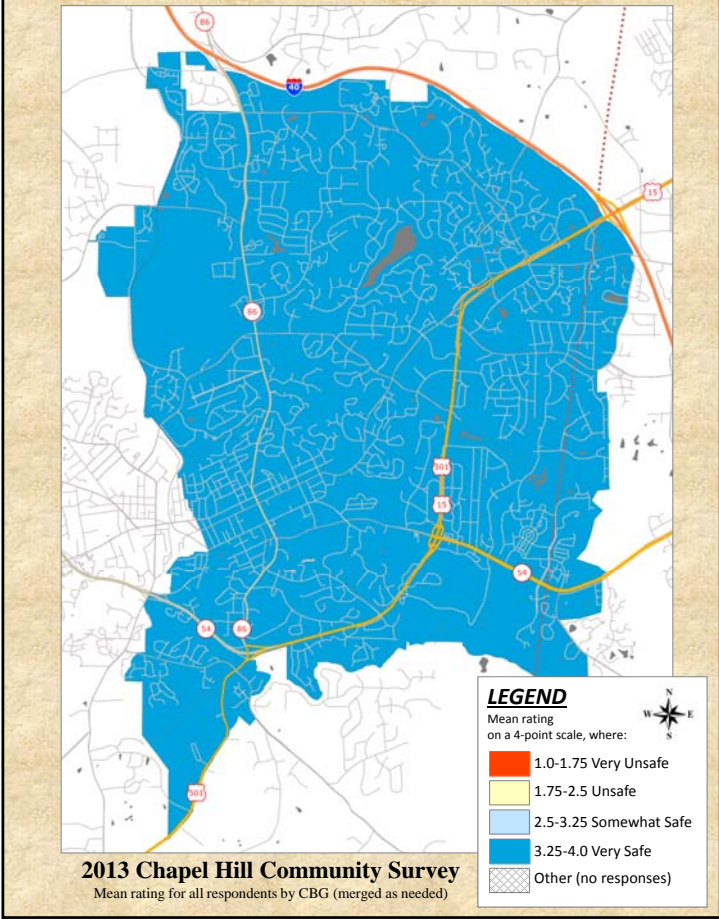 86
40
15
86
501
15
54
54
86
501
LEGEND
Mean rating
on a 4-point scale, where:
N
W
E
S
1.0-1.75 Very Unsafe
1.75-2.5 Unsafe
2.5-3.25 Somewhat Safe
3.25-4.0 Very Safe
Other (no responses)
2013 Chapel Hill Community Survey
Mean rating for all respondents by CBG (merged as needed)